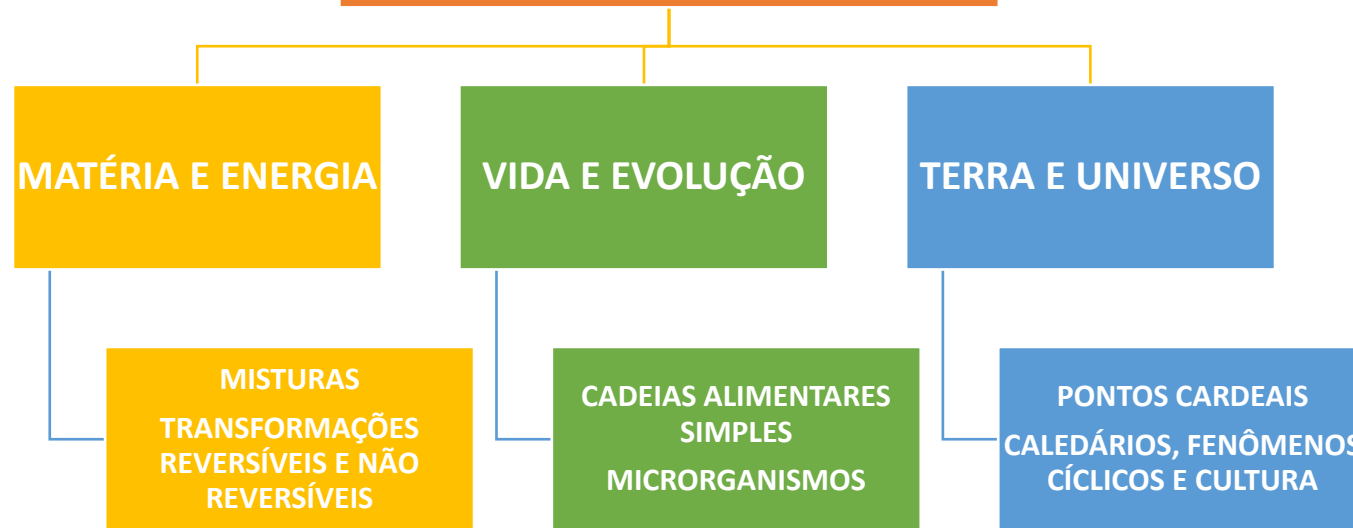 MATÉRIA E ENERGIA
VIDA E EVOLUÇÃO
TERRA E UNIVERSO
MISTURAS
TRANSFORMAÇÕES
REVERSÍVEIS E NÃO
REVERSÍVEIS
CADEIAS ALIMENTARES
SIMPLES
MICRORGANISMOS
PONTOS CARDEAIS
CALEDÁRIOS, FENÔMENOS
CÍCLICOS E CULTURA